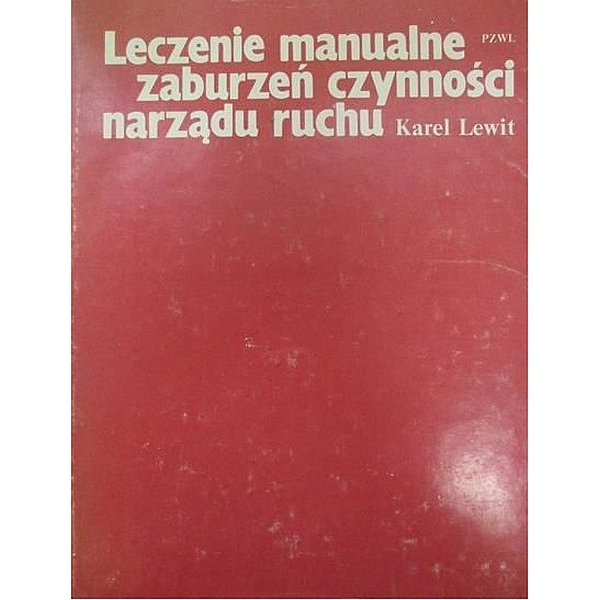 Leczenie manualne PZWL
zaburzeń czynności
narządu ruchu Karel Lewit